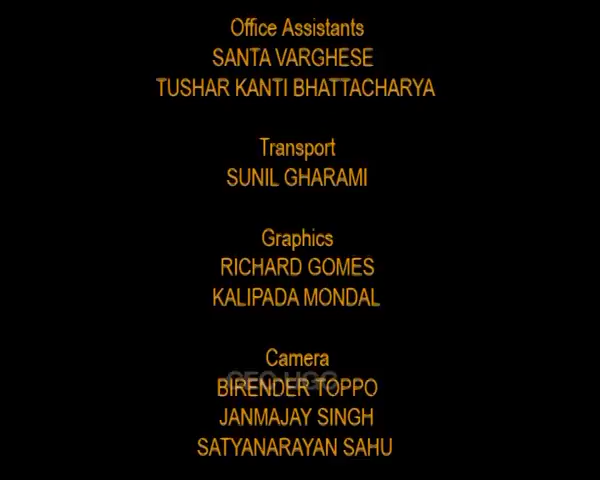 Office Assistants
SANTA VARGHESE
TUSHAR KANTI BHATTACHARYA
Transport
SUNIL GHARAMI
Graphics
RICHARD GOMES
KALIPADA MONDAL
Camera
BIRENDER TOPPO
JANMAJAY SINGH
SATYANARAYAN SAHU